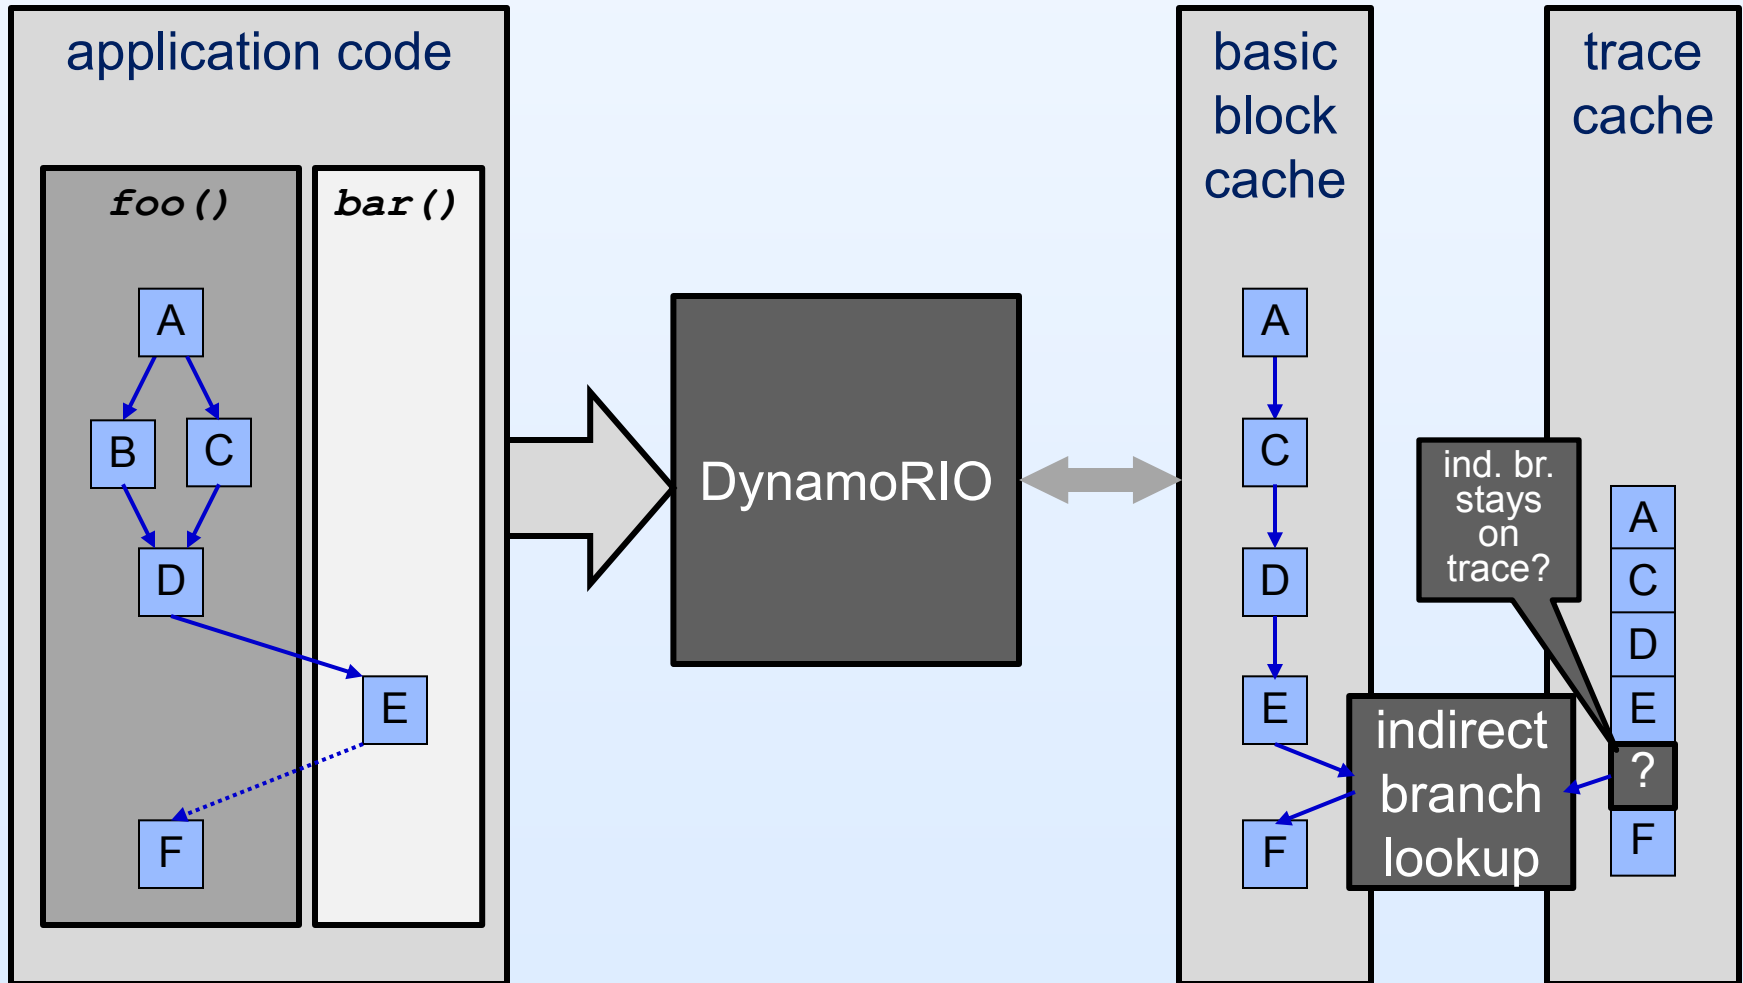 application code
foo()
bar()
A
B
C
D
E
F
DynamoRIO
basic
block
cache
A
C
D
E
F
indirect
branch
lookup
trace
cache
ind. br.
stays
on
trace?
A
C
D
E
?
F